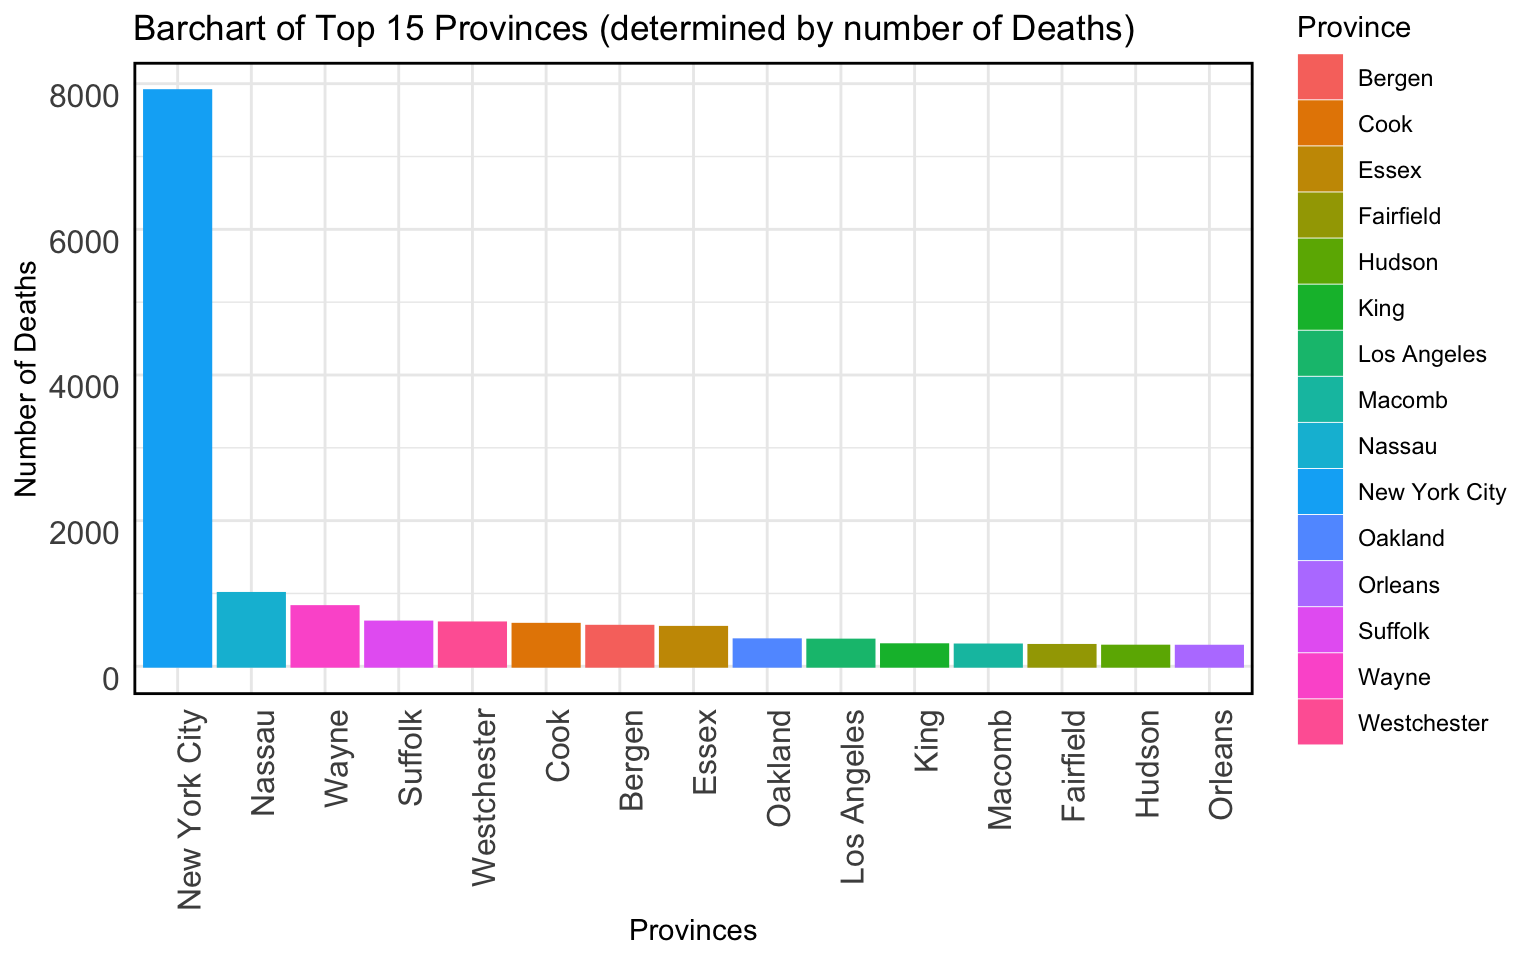 Barchart of Top 15 Provinces (determined by number of Deaths)
Number of Deaths
8000
6000
4000
2000
0
New York City
Nassau
Wayne
Suffolk
Westchester
Cook
Bergen
Essex
Oakland
Los Angeles
King
Macomb
Fairfield
Hudson
Orleans
Provinces
Province
Bergen
Cook
Essex
Fairfield
Hudson
King
Los Angeles
Macomb
Nassau
New York City
Oakland
Orleans
Suffolk
Wayne
Westchester